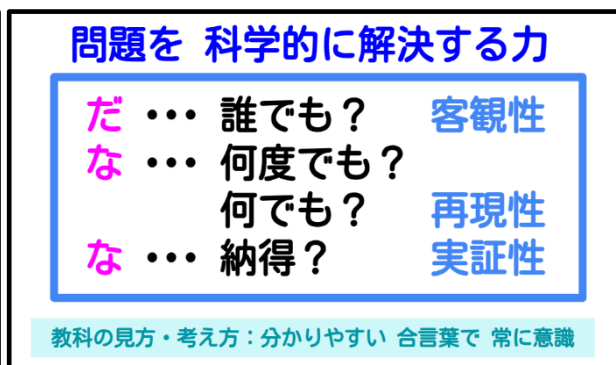 問題を 科学的に解決する力
だ ・・・ 誰でも？ 客観性
な ・・・ 何度でも？
何でも？ 再現性
な ・・・ 納得？ 実証性
教科の見方・考え方：分かりやすい 合言葉で 常に意識